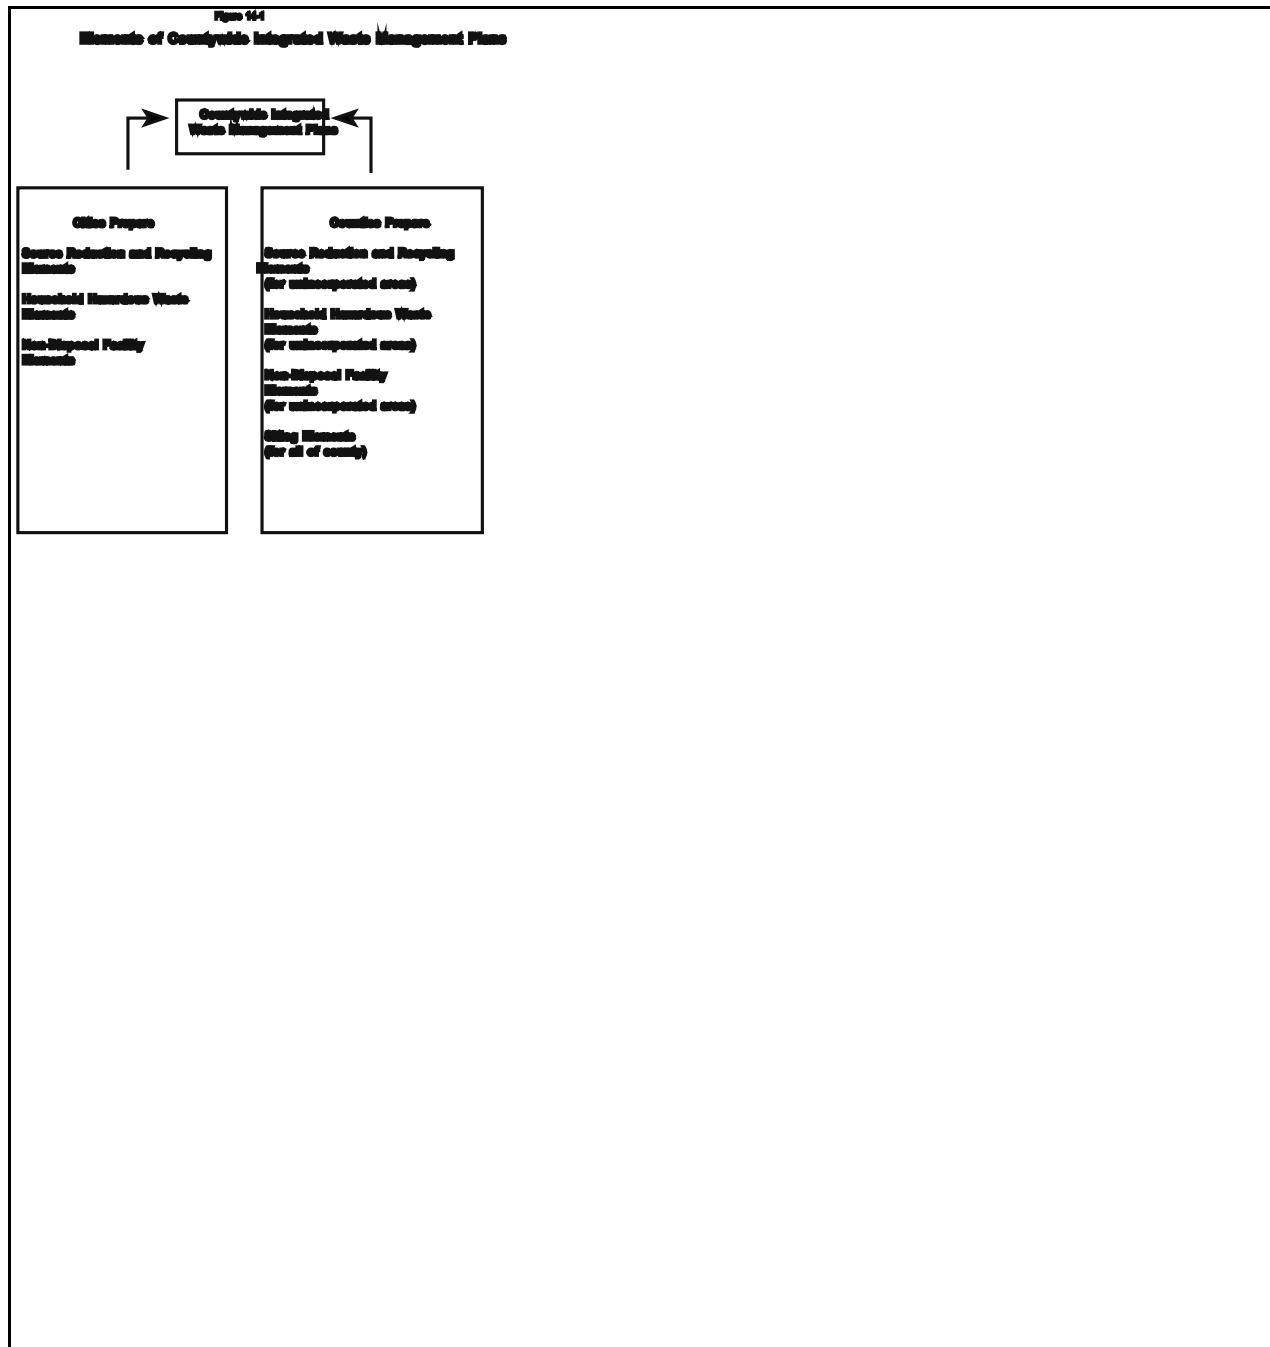 Figure 14-1
Elements of Countywide Integrated Waste Management Plans
Countywide Integrated
Waste Management Plans
Cities Prepare
Source Reduction and Recycling
Elements
Household Hazardous Waste
Elements
Non-Disposal Facility
Elements
Counties Prepare
Source Reduction and Recycling
Elements
(for unincorporated areas)
Household Hazardous Waste
Elements
(for unincorporated areas)
Non-Disposal Facility
Elements
(for unincorporated areas)
Siting Elements
(for all of county)